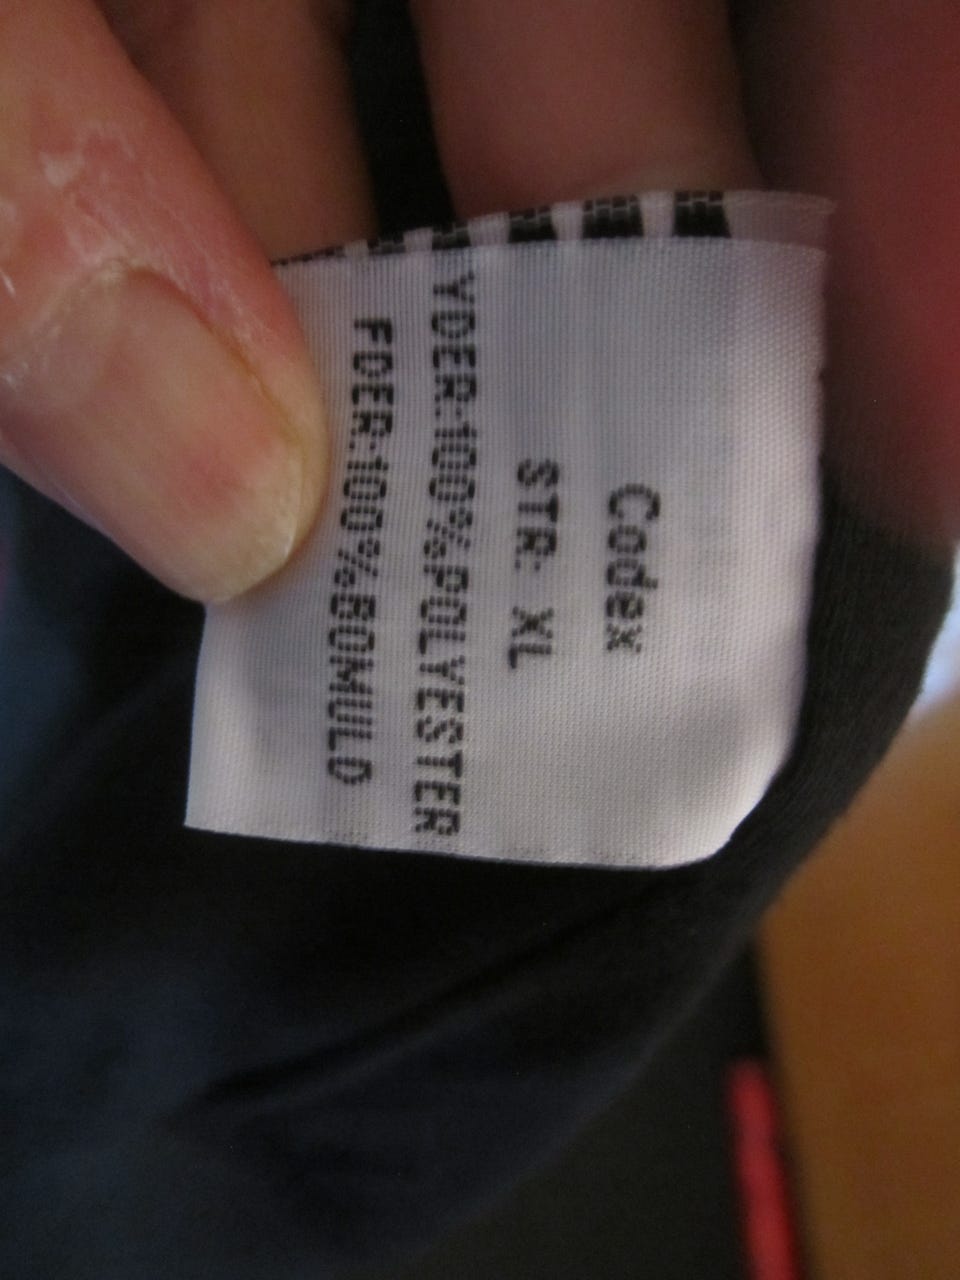 Codex
STR: XL
YDER:100%POLYESTER
FOER:100%BOMULD